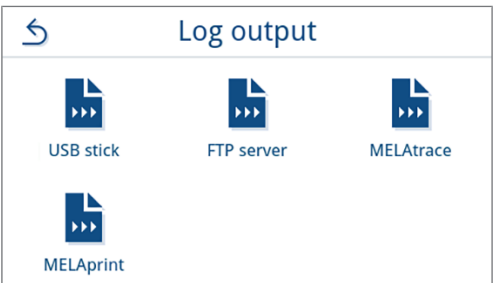 Log output
USB stick
FTP server
MELAtrace
MELAprint